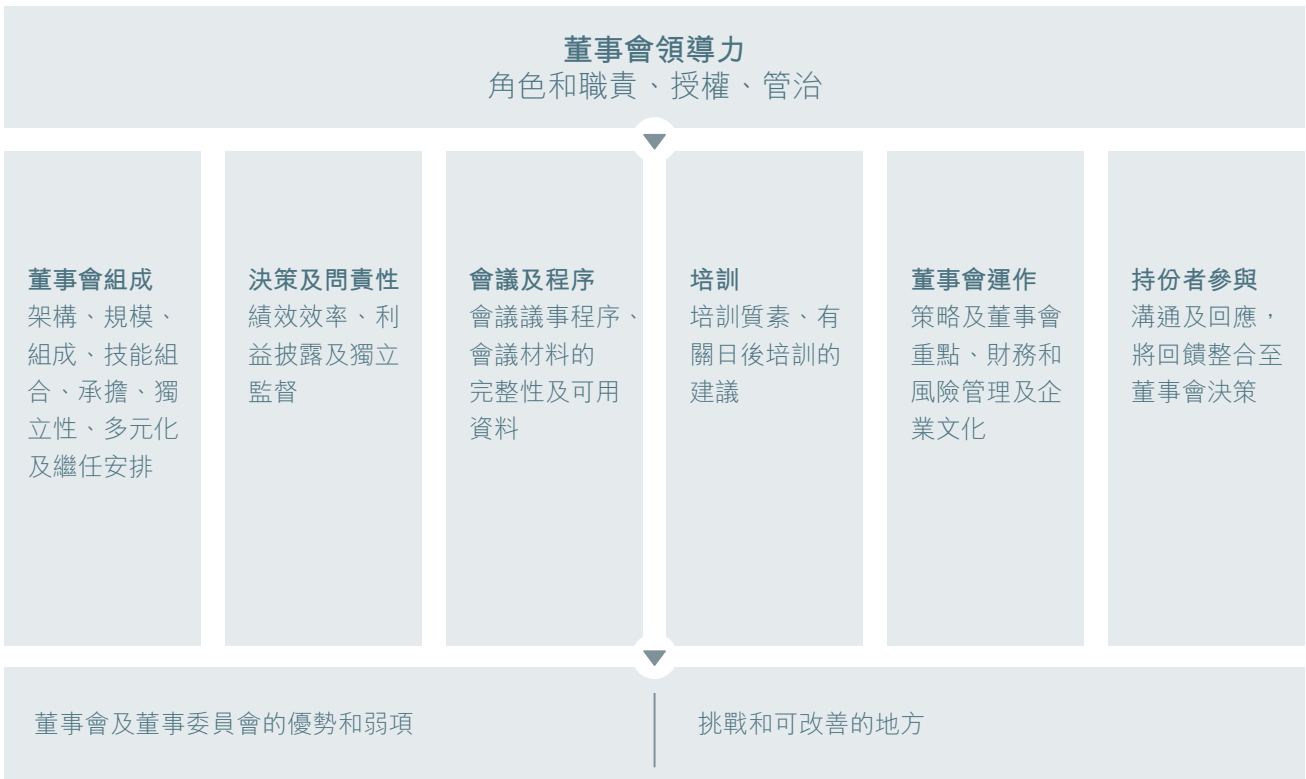 董事會領導力
角色和職責、授權、管治
董事會組成
架構、規模、
組成、技能組
合、承擔、獨
立性、多元化
及繼任安排
決策及問責性
績效效率、利
益披露及獨立
監督
會議及程序
會議議事程序、
會議材料的
完整性及可用
資料
培訓
培訓質素、有
關日後培訓的
建議
董事會運作
策略及董事會
重點、財務和
風險管理及企
業文化
持份者參與
溝通及回應，
將回饋整合至
董事會決策
董事會及董事委員會的優勢和弱項
挑戰和可改善的地方